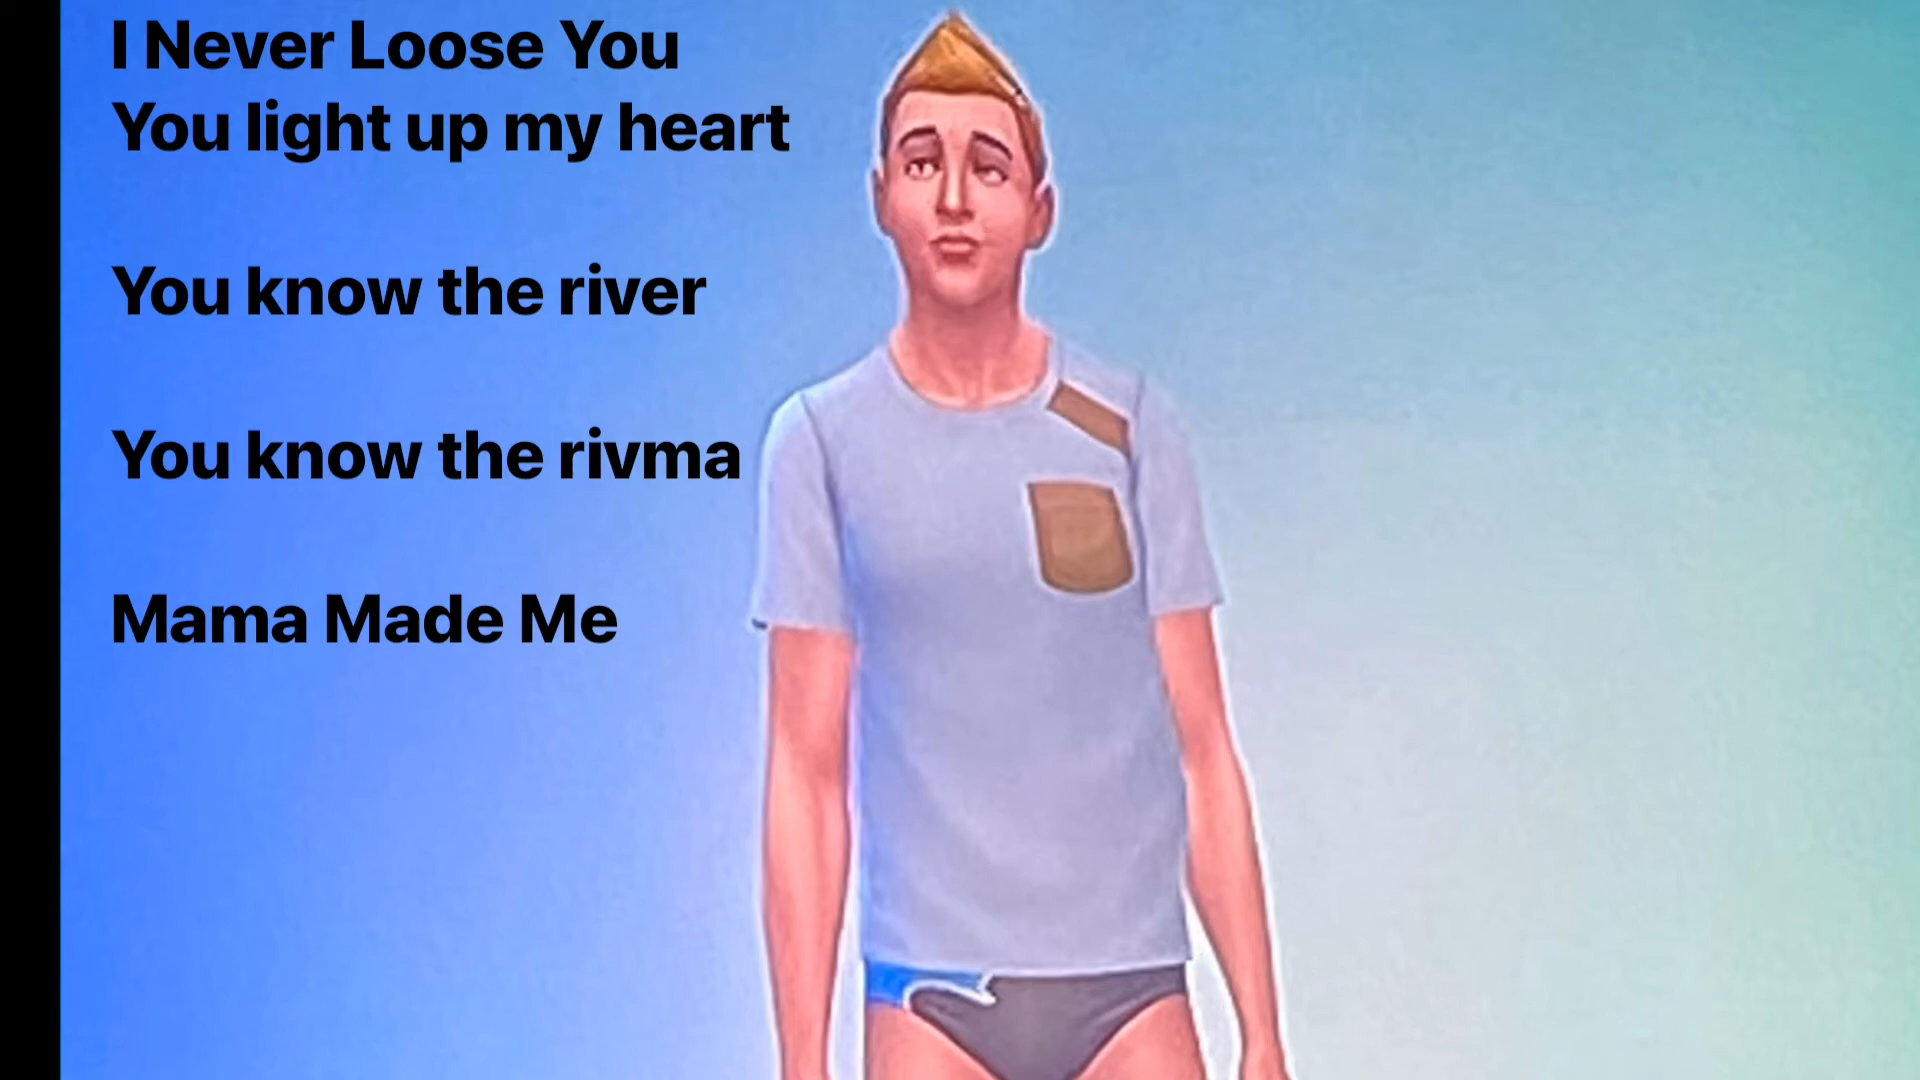 I Never Loose You
You light up my heart
You know the river
You know the rivma
Mama Made Me